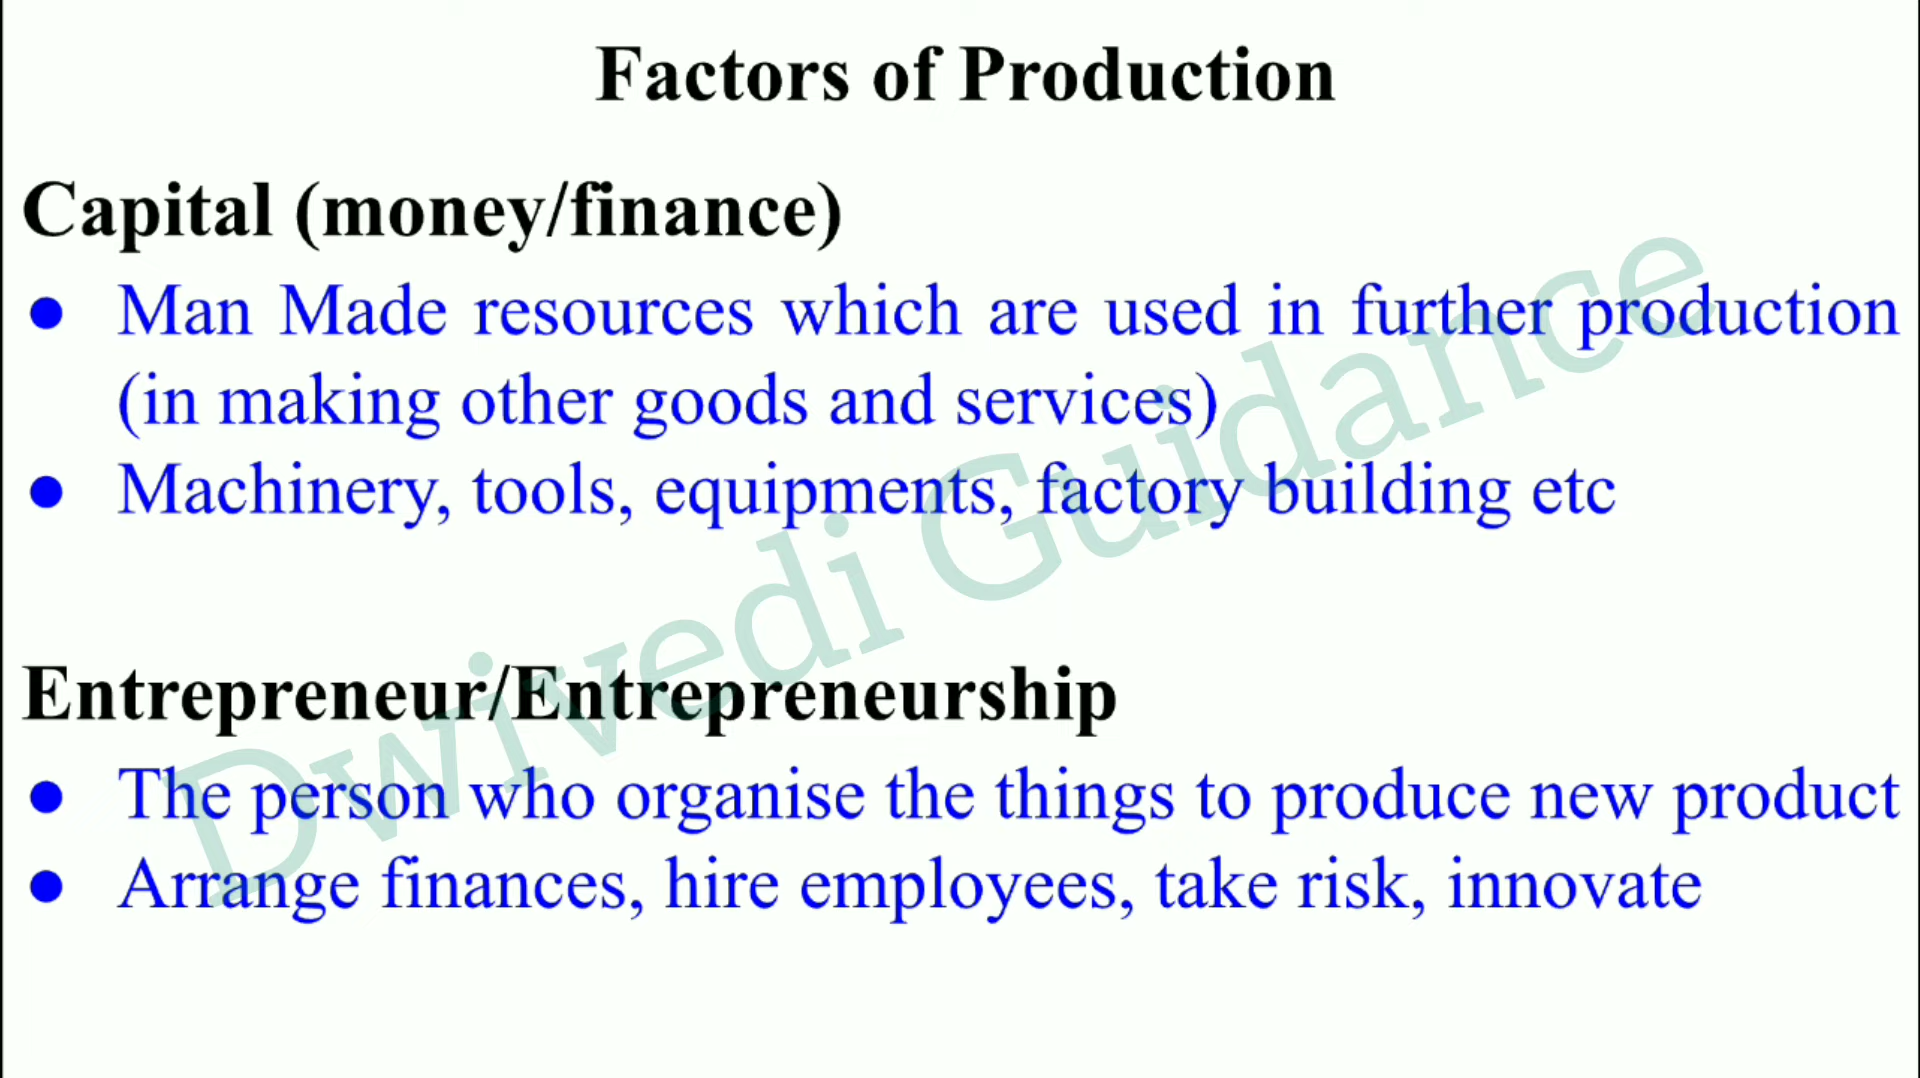 Factors of Production
Capital (money/finance)
● Man Made resources which are used in further production
(in making other goods and services)
● Machinery, tools, equipments, factory building etc
Entrepreneur/Entrepreneurship
● The person who organise the things to produce new product
● Arrange finances, hire employees, take risk, innovate
Dwivedi Guidance